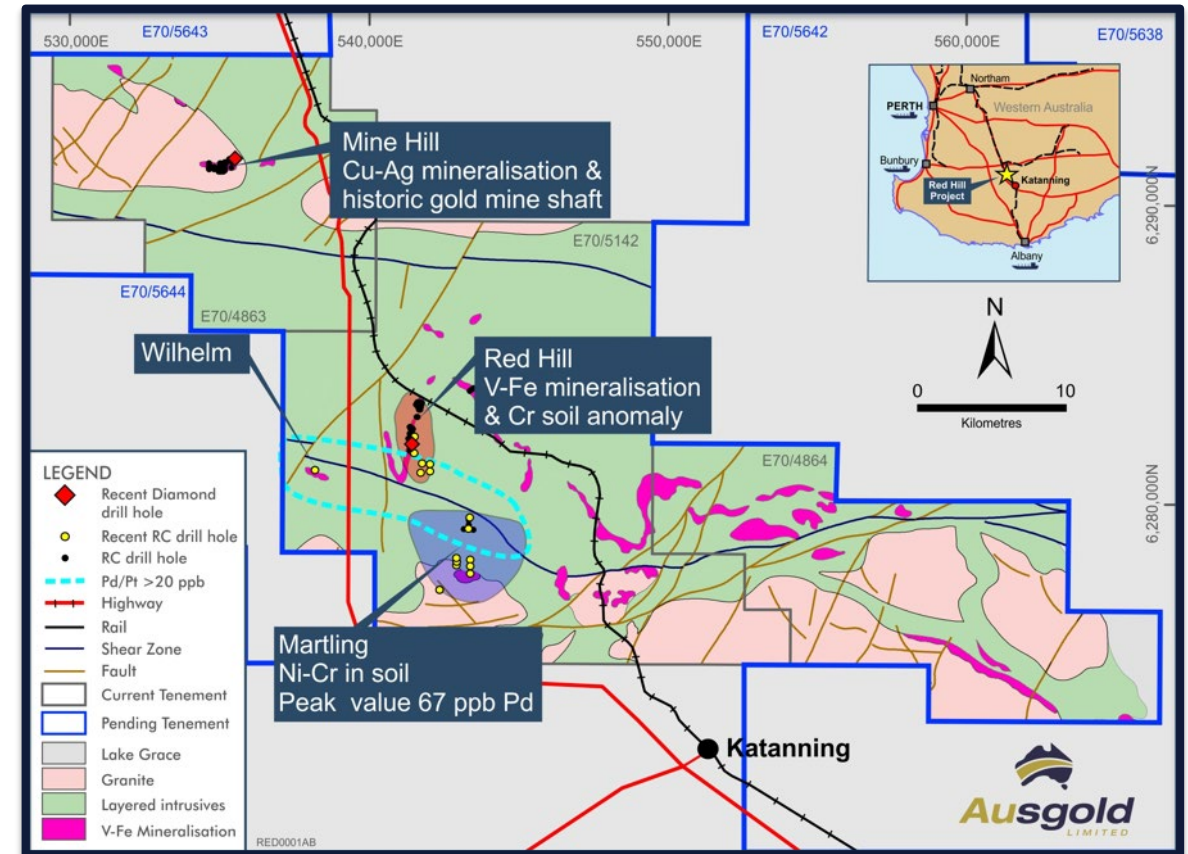 530,000E
E70/5643
540,000E
550,000E
E70/5642
560,000E
E70/5638
Northam
PERTH
Western Australia
Bunbury
Red Hill
Project
Katanning
Albany
6,290,000N
Mine Hill
Cu-Ag mineralisation &
historic gold mine shaft
E70/5142
E70/5644
E70/4863
Wilhelm
Red Hill
V-Fe mineralisation
& Cr soil anomaly
N
0 10
Kilometres
E70/4864
6,280,000N
LEGEND
Recent Diamond
drill hole
Recent RC drill hole
RC drill hole
Pd/Pt >20 ppb
Highway
Rail
Shear Zone
Fault
Current Tenement
Pending Tenement
Lake Grace
Granite
Layered intrusives
V-Fe Mineralisation
Martling
Ni-Cr in soil
Peak value 67 ppb Pd
Katanning
RED0001AB
Ausgold
LIMITED